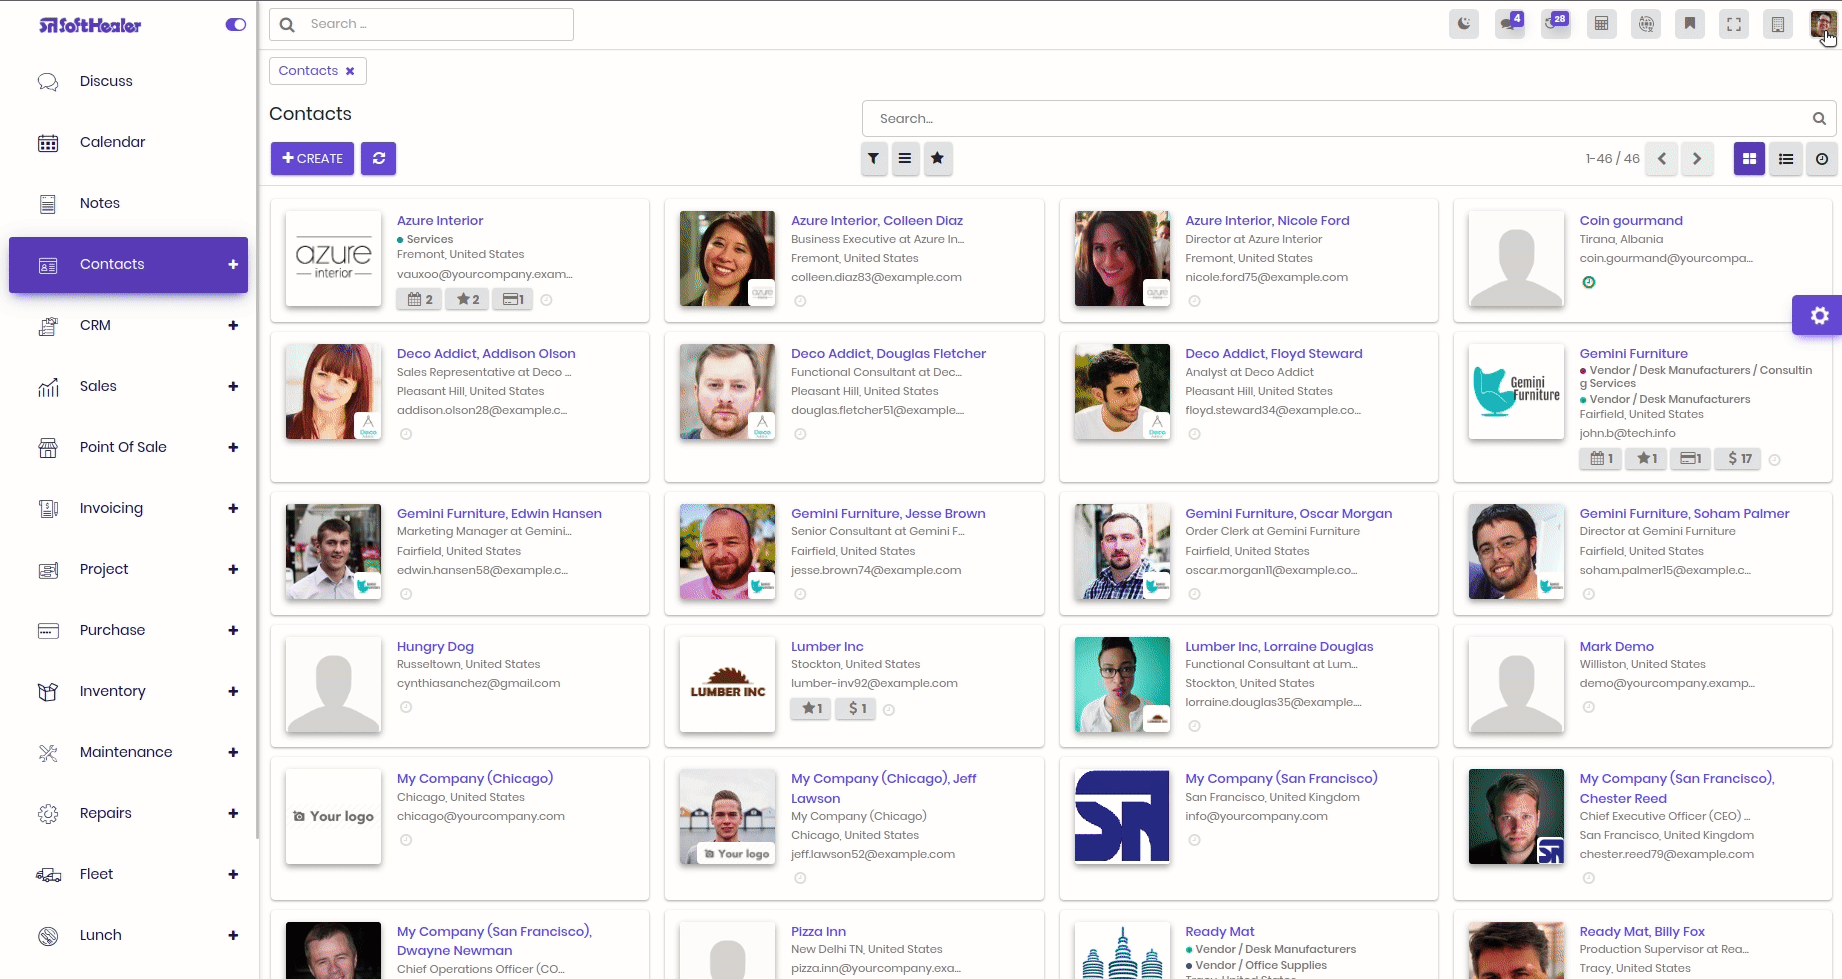 SoftHealer
Search ...
4
28
Discuss
Calendar
Notes
Contacts
CRM
Sales
Point Of Sale
Invoicing
Project
Purchase
Inventory
Maintenance
Repairs
Fleet
Lunch
Contacts
Contacts
Search...
CREATE
1-46 / 46
Azure Interior
Services
Fremont, United States
vauxoo@yourcompany.exam...
2 2 1
azure
interior
Azure Interior, Colleen Diaz
Business Executive at Azure In...
Fremont, United States
colleen.diaz83@example.com
Azure Interior, Nicole Ford
Director at Azure Interior
Fremont, United States
nicole.ford75@example.com
Coin gourmand
Tirana, Albania
coin.gourmand@yourcompa...
Deco Addict, Addison Olson
Sales Representative at Deco ...
Pleasant Hill, United States
addison.olson28@example.c...
Deco
Deco Addict, Douglas Fletcher
Functional Consultant at Dec...
Pleasant Hill, United States
douglas.fletcher51@example....
Deco
Deco Addict, Floyd Steward
Analyst at Deco Addict
Pleasant Hill, United States
floyd.steward34@example.co...
Deco
Gemini Furniture
Vendor / Desk Manufacturers / Consultin
g Services
Vendor / Desk Manufacturers
Fairfield, United States
john.b@tech.info
1 1 1 $ 17
Gemini
Furniture
Gemini Furniture, Edwin Hansen
Marketing Manager at Gemini...
Fairfield, United States
edwin.hansen58@example.c...
Gemini Furniture, Jesse Brown
Senior Consultant at Gemini F...
Fairfield, United States
jesse.brown74@example.com
Gemini Furniture, Oscar Morgan
Order Clerk at Gemini Furniture
Fairfield, United States
oscar.morgan11@example.co...
Gemini Furniture, Soham Palmer
Director at Gemini Furniture
Fairfield, United States
soham.palmer15@example.c...
Hungry Dog
Russeltown, United States
cynthiasanchez@gmail.com
Lumber Inc
Stockton, United States
lumber-inv92@example.com
1 $ 1
LUMBER INC
Lumber Inc, Lorraine Douglas
Functional Consultant at Lum...
Stockton, United States
lorraine.douglas35@example....
Mark Demo
Williston, United States
demo@yourcompany.examp...
My Company (Chicago)
Chicago, United States
chicago@yourcompany.com
Your logo
My Company (Chicago), Jeff
Lawson
My Company (Chicago)
Chicago, United States
jeff.lawson52@example.com
Your logo
My Company (San Francisco)
San Francisco, United Kingdom
info@yourcompany.com
My Company (San Francisco),
Chester Reed
Chief Executive Officer (CEO) ...
San Francisco, United Kingdom
chester.reed79@example.com
My Company (San Francisco),
Dwayne Newman
Chief Operations Officer (CO...
Pizza Inn
New Delhi TN, United States
pizza.inn@yourcompany.exa...
Ready Mat
Vendor / Desk Manufacturers
Vendor / Office Supplies
Tracy, United States
Ready Mat, Billy Fox
Production Supervisor at Rea...
Tracy, United States